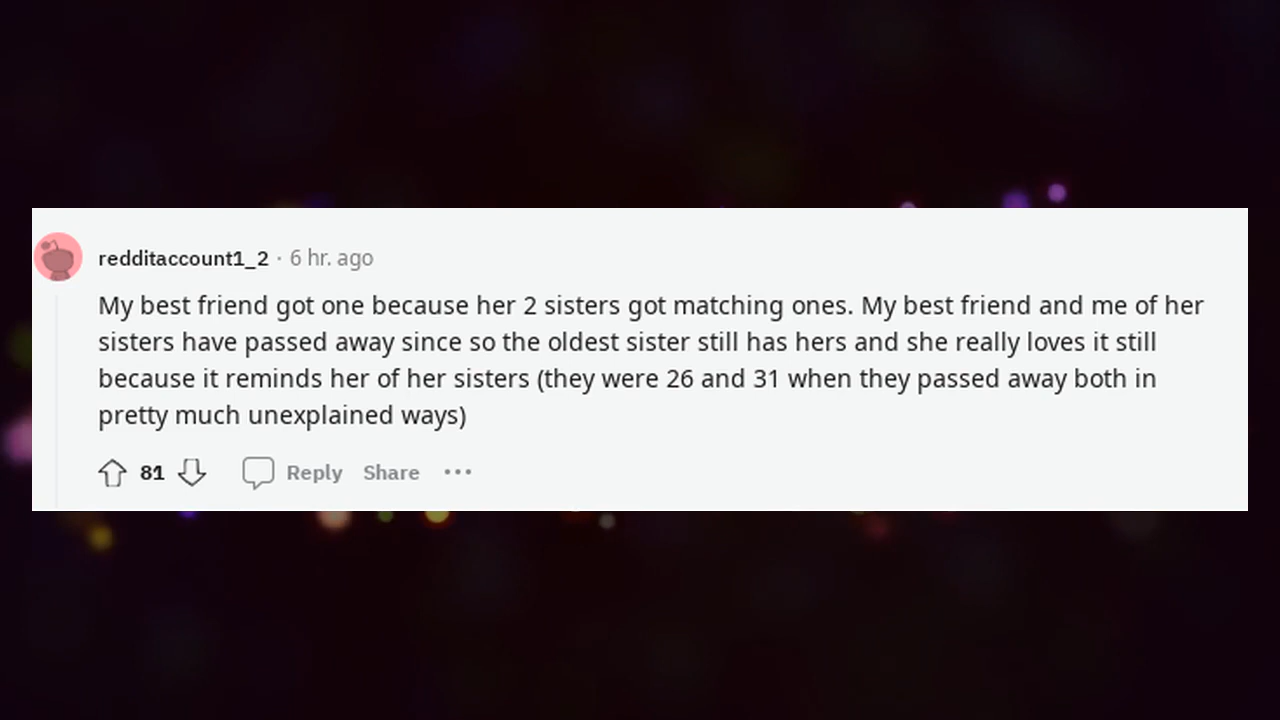 redditaccount1_2 · 6 hr. ago
My best friend got one because her 2 sisters got matching ones. My best friend and me of her
sisters have passed away since so the oldest sister still has hers and she really loves it still
because it reminds her of her sisters (they were 26 and 31 when they passed away both in
pretty much unexplained ways)
81 Reply Share ···